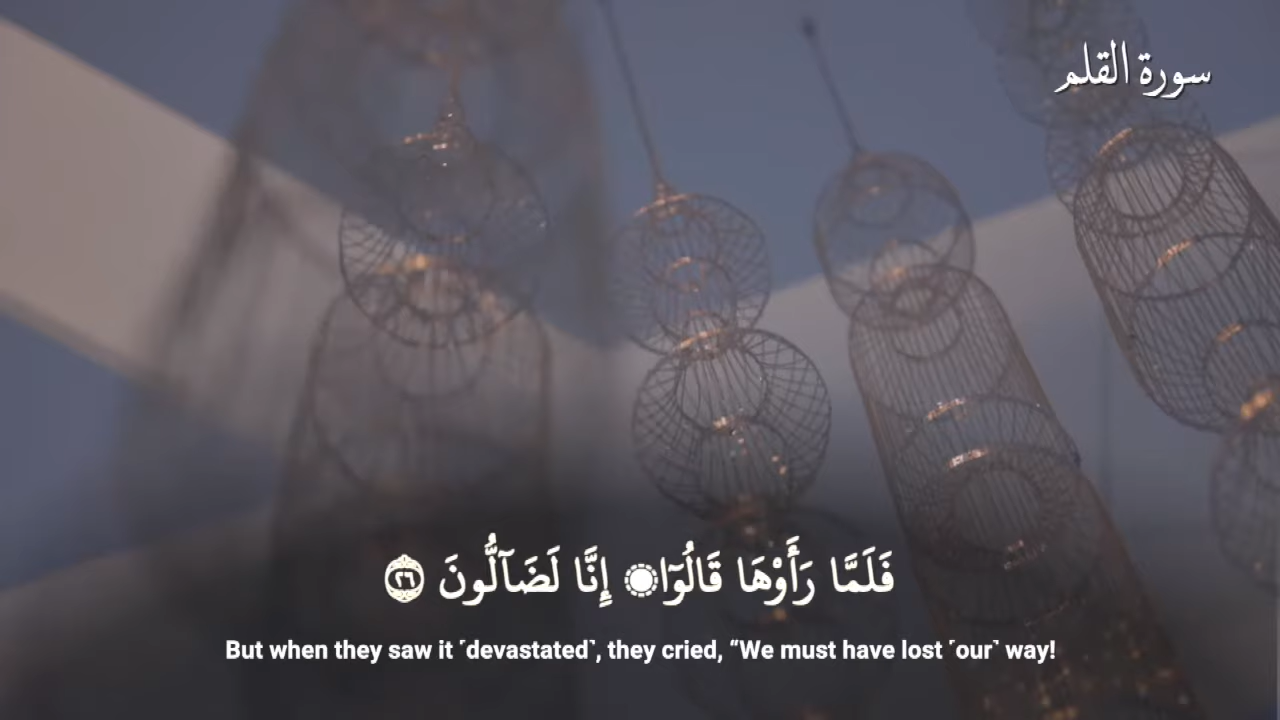 سورة القلم
فَلَمَّا رَأَوْهَا قَالُوٓا۟ إِنَّا لَضَآلُّونَ ٢٦
But when they saw it ˹devastated˺, they cried, “We must have lost ˹our˺ way!